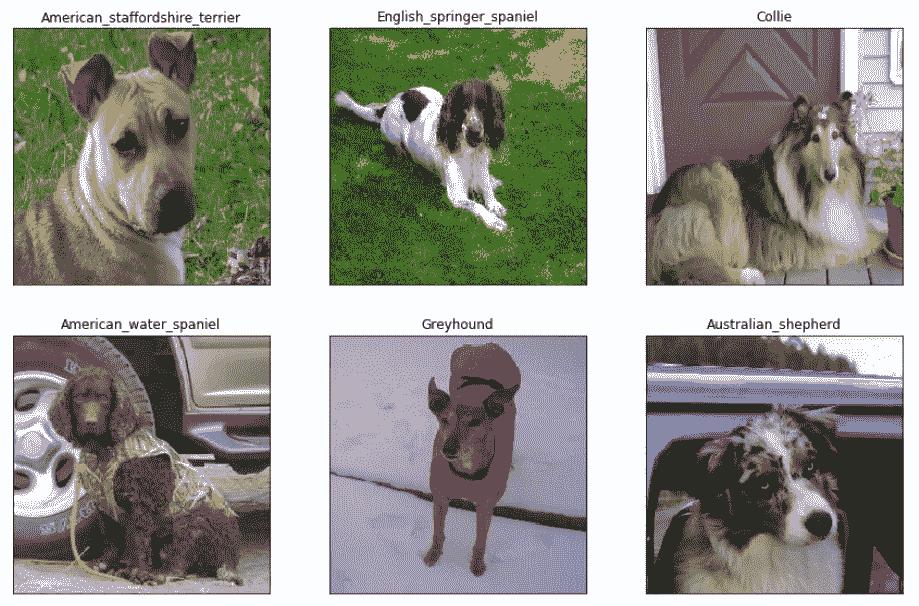 American_staffordshire_terrier
English_springer_spaniel
Collie
American_water_spaniel
Greyhound
Australian_shepherd